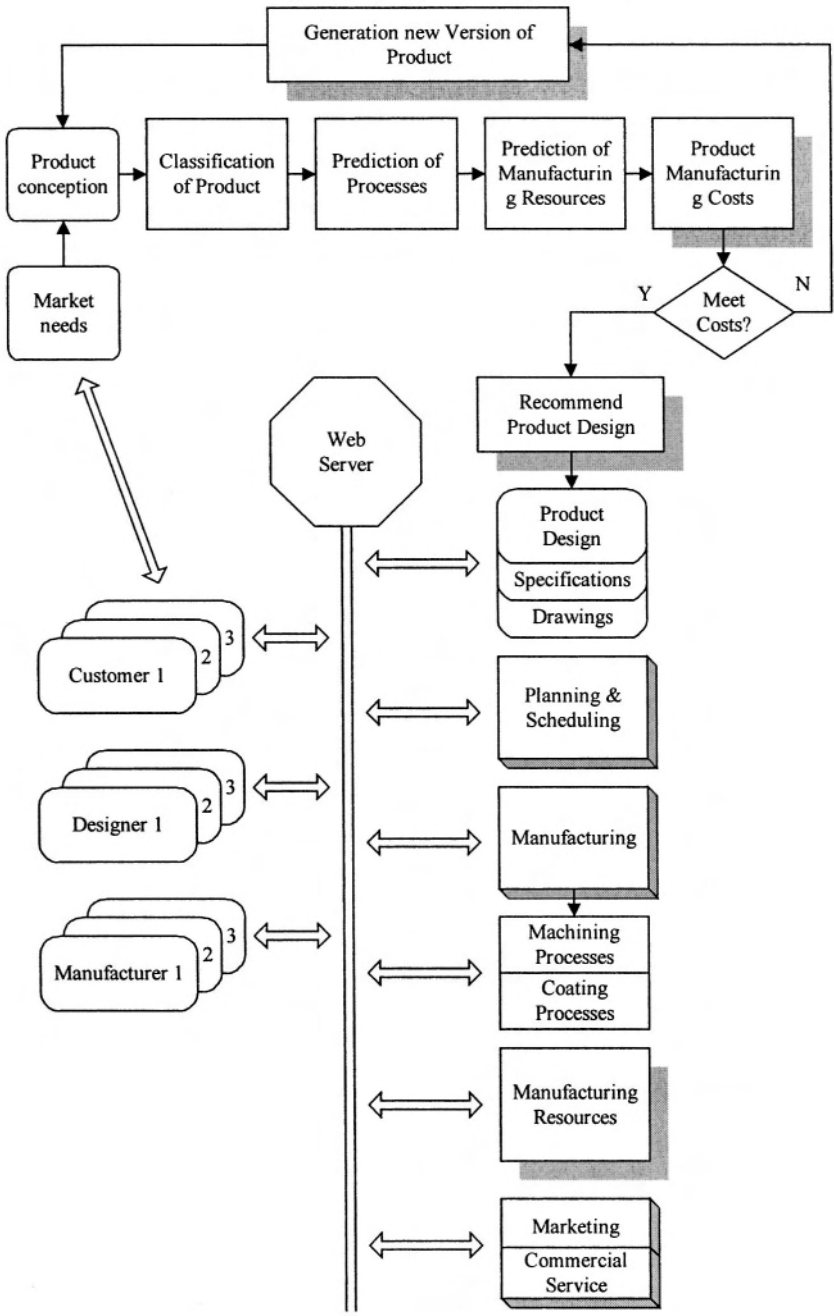 Generation new Version of
Product
Product
conception
Classification
of Product
Prediction of
Processes
Prediction of
Manufacturin
g Resources
Product
Manufacturin
g Costs
Market
needs
Y
Meet
Costs?
N
Recommend
Product Design
Web
Server
Product
Design
Specifications
Drawings
3
2
Customer 1
Planning &
Scheduling
3
2
Designer 1
Manufacturing
3
2
Manufacturer 1
Machining
Processes
Coating
Processes
Manufacturing
Resources
Marketing
Commercial
Service